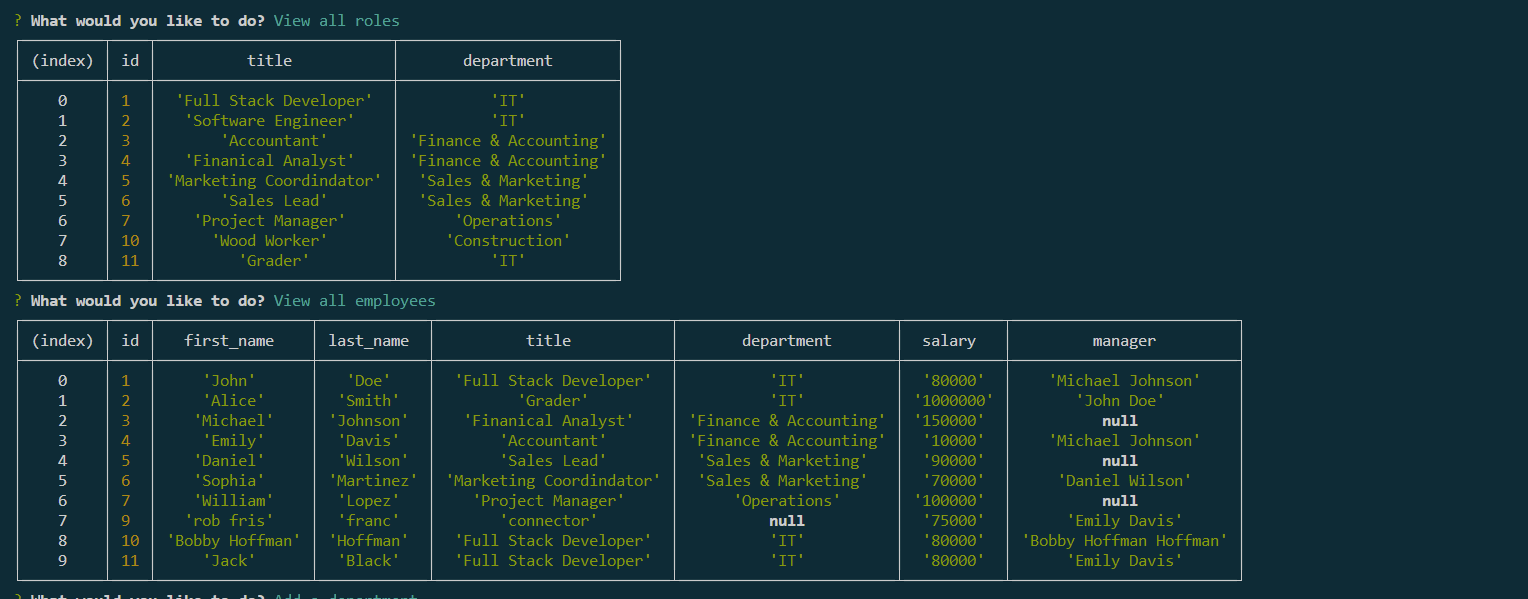 ? What would you like to do? View all roles
(index) id title department
0 1 'Full Stack Developer' 'IT'
1 2 'Software Engineer' 'IT'
2 3 'Accountant' 'Finance & Accounting'
3 4 'Finanical Analyst' 'Finance & Accounting'
4 5 'Marketing Coordindator' 'Sales & Marketing'
5 6 'Sales Lead' 'Sales & Marketing'
6 7 'Project Manager' 'Operations'
7 10 'Wood Worker' 'Construction'
8 11 'Grader' 'IT'
? What would you like to do? View all employees
(index) id first_name last_name title department salary manager
0 1 'John' 'Doe' 'Full Stack Developer' 'IT' '80000' 'Michael Johnson'
1 2 'Alice' 'Smith' 'Grader' 'IT' '1000000' 'John Doe'
2 3 'Michael' 'Johnson' 'Finanical Analyst' 'Finance & Accounting' '150000' null
3 4 'Emily' 'Davis' 'Accountant' 'Finance & Accounting' '10000' 'Michael Johnson'
4 5 'Daniel' 'Wilson' 'Sales Lead' 'Sales & Marketing' '90000' null
5 6 'Sophia' 'Martinez' 'Marketing Coordindator' 'Sales & Marketing' '70000' 'Daniel Wilson'
6 7 'William' 'Lopez' 'Project Manager' 'Operations' '100000' null
7 9 'rob fris' 'franc' 'connector' null '75000' 'Emily Davis'
8 10 'Bobby Hoffman' 'Hoffman' 'Full Stack Developer' 'IT' '80000' 'Bobby Hoffman Hoffman'
9 11 'Jack' 'Black' 'Full Stack Developer' 'IT' '80000' 'Emily Davis'
? What would you like to do? Add a department